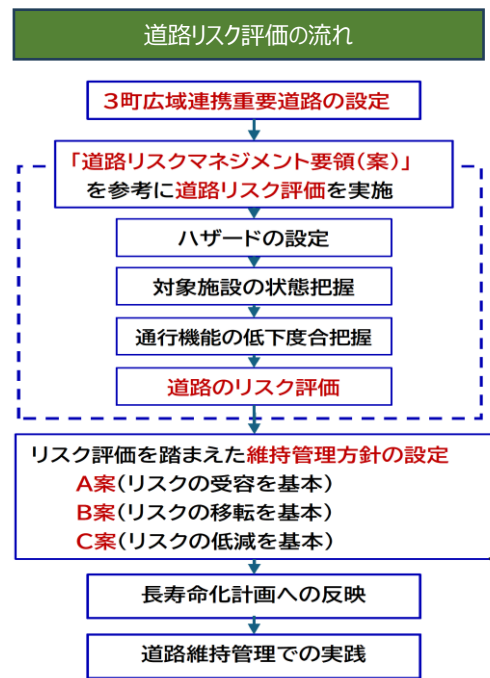 道路リスク評価の流れ
３町広域連携重要道路の設定
「道路リスクマネジメント要領（案）」
を参考に道路リスク評価を実施
ハザードの設定
対象施設の状態把握
通行機能の低下度合把握
道路のリスク評価
リスク評価を踏まえた維持管理方針の設定
A案（リスクの受容を基本）
B案（リスクの移転を基本）
C案（リスクの低減を基本）
長寿命化計画への反映
道路維持管理での実践